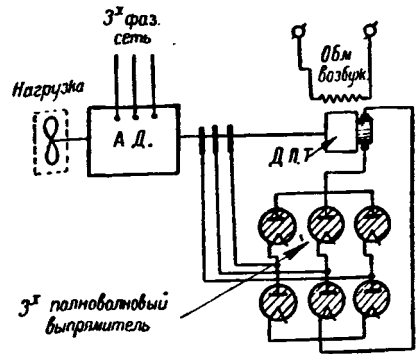 3х фаз.
сеть
Обм
возбуж.
Нагрузка
А.Д.
Д.П.Т
3х полноволновый
выпрямитель